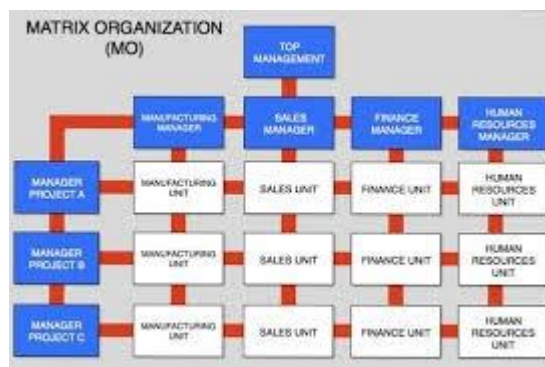 MATRIX ORGANIZATION
(MO)
TOP
MANAGEMENT
MANUFACTURING
MANAGER
SALES
MANAGER
FINANCE
MANAGER
HUMAN
RESOURCES
MANAGER
MANAGER
PROJECT A
MANUFACTURING
UNIT
SALES UNIT
FINANCE UNIT
HUMAN
RESOURCES
UNIT
MANAGER
PROJECT B
MANUFACTURING
UNIT
SALES UNIT
FINANCE UNIT
HUMAN
RESOURCES
UNIT
MANAGER
PROJECT C
MANUFACTURING
UNIT
SALES UNIT
FINANCE UNIT
HUMAN
RESOURCES
UNIT